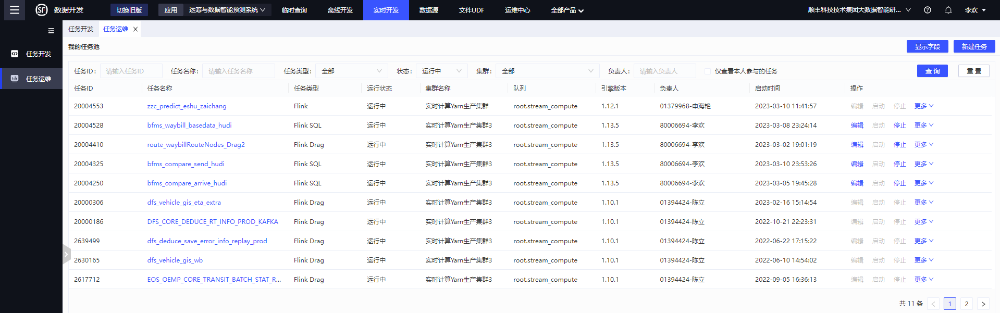 SF 数据开发 切换旧版 应用 运筹与数据智能预测系统 临时查询 离线开发 实时开发 数据源 文件UDF 运维中心 全部产品 顺丰科技技术集团大数据智能研... 李欢
任务开发 任务运维
我的任务池 显示字段 新建任务
任务开发
任务运维
任务ID: 请输入任务ID 任务名称: 请输入任务名称 任务类型: 全部 状态: 运行中 集群: 全部 负责人: 请输入负责人 仅查看本人参与的任务 查 询 重 置
任务ID 任务名称 任务类型 运行状态 集群名称 队列 引擎版本 负责人 启动时间 操作
20004553 zzc_predict_eshu_zaichang Flink 运行中 实时计算Yarn生产集群 root.stream_compute 1.12.1 01379968-申海艳 2023-03-10 11:41:57 编辑 启动 停止 更多
20004528 bfms_waybill_basedata_hudi Flink SQL 运行中 实时计算Yarn生产集群3 root.stream_compute 1.13.5 80006694-李欢 2023-03-08 23:24:14 编辑 启动 停止 更多
20004410 route_waybillRouteNodes_Drag2 Flink Drag 运行中 实时计算Yarn生产集群3 root.stream_compute 1.13.5 80006694-李欢 2023-03-02 19:01:19 编辑 启动 停止 更多
20004325 bfms_compare_send_hudi Flink SQL 运行中 实时计算Yarn生产集群3 root.stream_compute 1.13.5 80006694-李欢 2023-03-10 23:53:26 编辑 启动 停止 更多
20004250 bfms_compare_arrive_hudi Flink SQL 运行中 实时计算Yarn生产集群3 root.stream_compute 1.13.5 80006694-李欢 2023-03-05 19:45:28 编辑 启动 停止 更多
20000306 dfs_vehicle_gis_eta_extra Flink Drag 运行中 实时计算Yarn生产集群3 root.stream_compute 1.10.1 01394424-陈立 2023-02-16 15:14:54 编辑 启动 停止 更多
20000186 DFS_CORE_DEDUCE_RT_INFO_PROD_KAFKA Flink Drag 运行中 实时计算Yarn生产集群3 root.stream_compute 1.10.1 01394424-陈立 2022-10-21 22:23:31 编辑 启动 停止 更多
2639499 dfs_deduce_save_error_info_replay_prod Flink Drag 运行中 实时计算Yarn生产集群3 root.stream_compute 1.10.1 01394424-陈立 2022-06-22 17:15:22 编辑 启动 停止 更多
2630165 dfs_vehicle_gis_wb Flink Drag 运行中 实时计算Yarn生产集群3 root.stream_compute 1.10.1 01394424-陈立 2022-06-10 14:54:02 编辑 启动 停止 更多
2617712 EOS_OEMP_CORE_TRANSIT_BATCH_STAT_R... Flink Drag 运行中 实时计算Yarn生产集群3 root.stream_compute 1.10.1 01394424-陈立 2022-09-05 16:36:13 编辑 启动 停止 更多
共 11 条 < 1 2 >